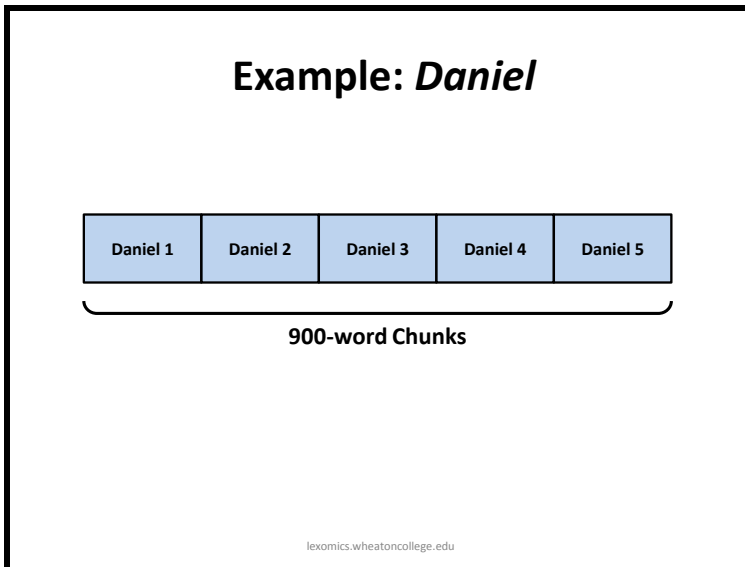 Example: Daniel
Daniel 1 Daniel 2 Daniel 3 Daniel 4 Daniel 5
900-word Chunks
lexomics.wheatoncollege.edu